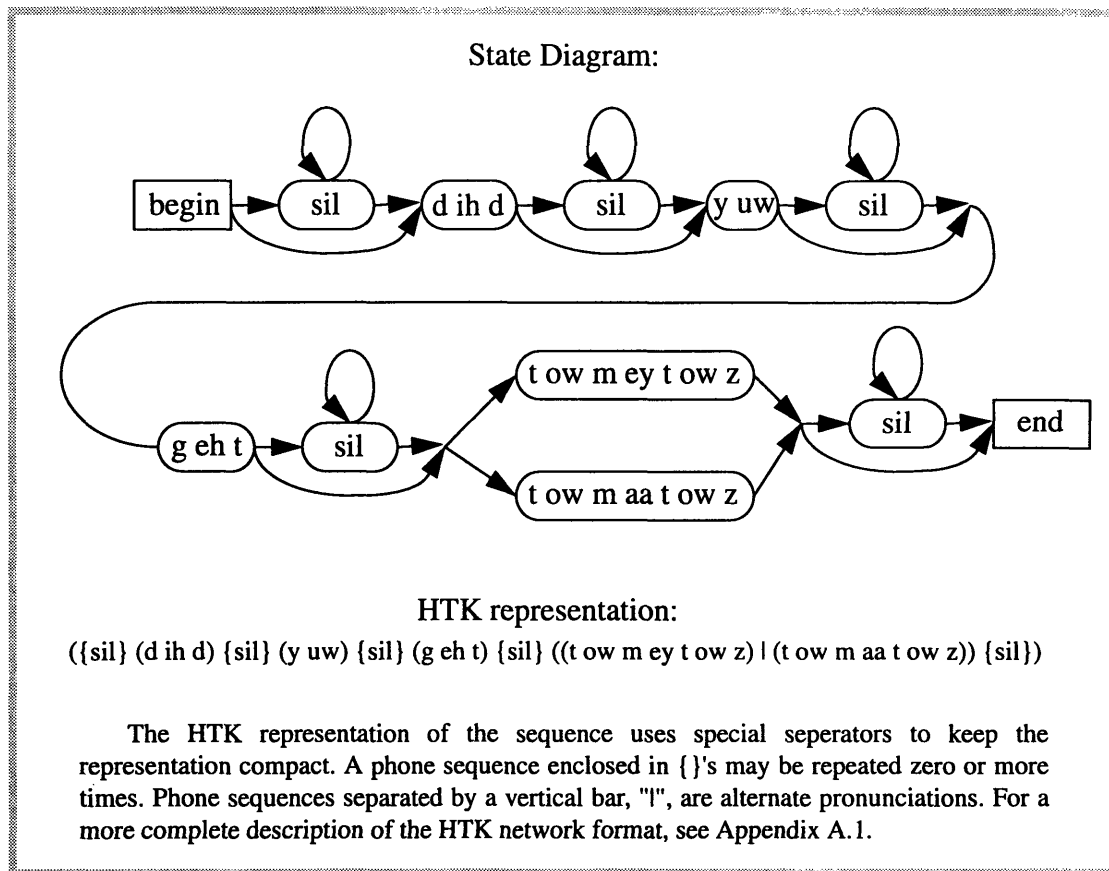 State Diagram:
begin sil d ih d sil y uw sil
t ow m ey t ow z
g eh t sil sil end
t ow m aa t ow z
HTK representation:
({sil} (d ih d) {sil} (y uw) {sil} (g eh t) {sil} ((t ow m ey t ow z) | (t ow m aa t ow z)) {sil})
The HTK representation of the sequence uses special seperators to keep the
representation compact. A phone sequence enclosed in {}'s may be repeated zero or more
times. Phone sequences separated by a vertical bar, "|", are alternate pronunciations. For a
more complete description of the HTK network format, see Appendix A.1.